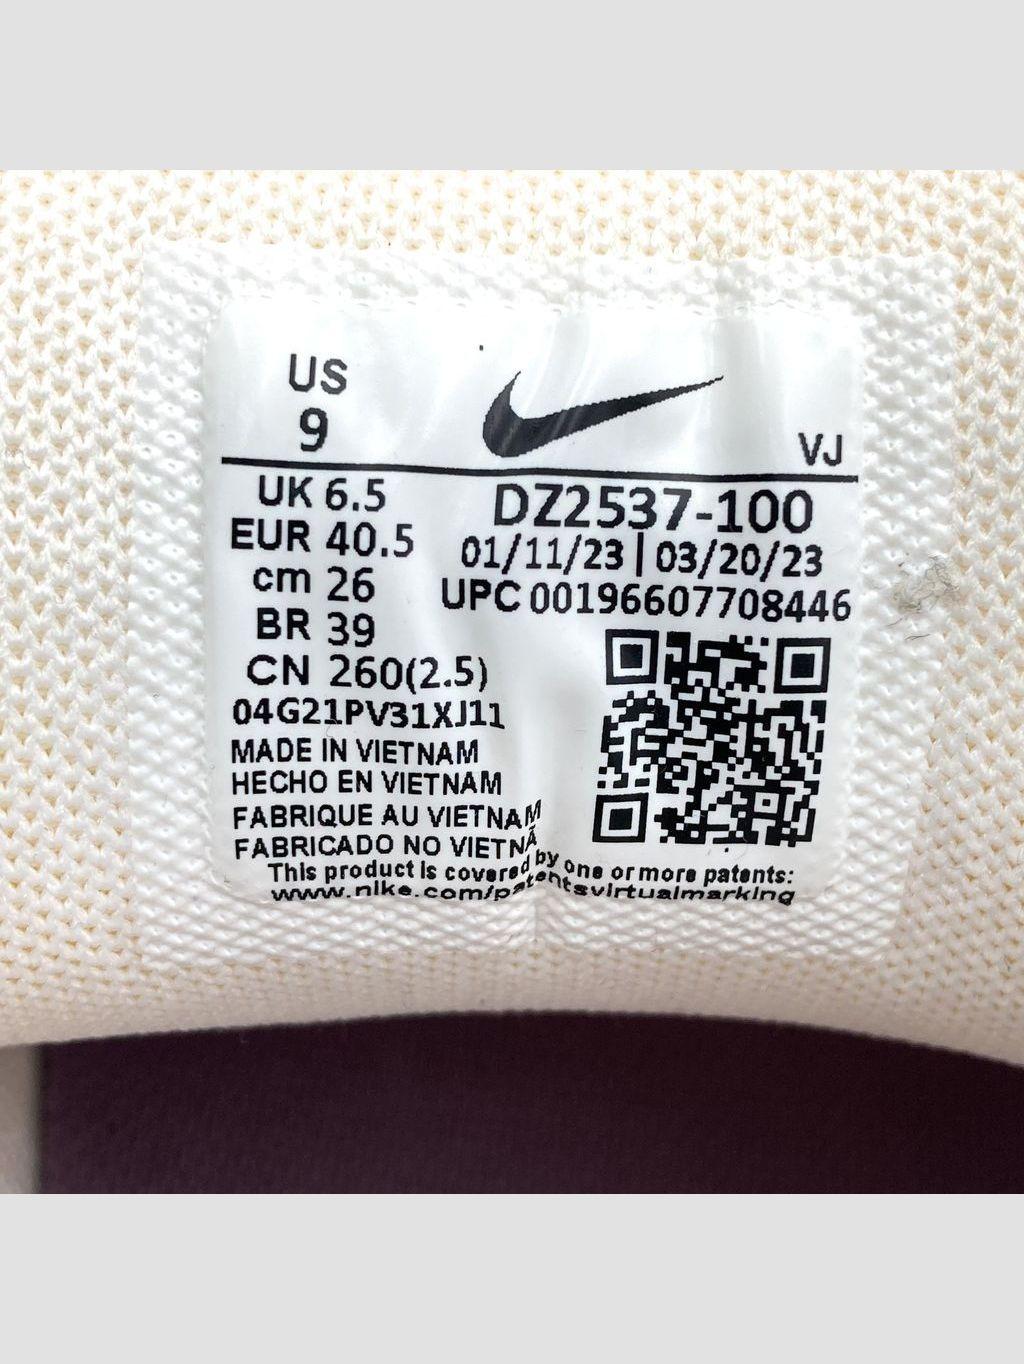 US
9
VJ
UK 6.5
EUR 40.5
cm 26
BR 39
CN 260(2.5)
DZ2537-100
01/11/23 | 03/20/23
UPC 00196607708446
04G21PV31XJ11
MADE IN VIETNAM
HECHO EN VIETNAM
FABRIQUE AU VIETNAM
FABRICADO NO VIETNÃ
This product is covered by one or more patents:
www.nike.com/patentsvirtualmarking